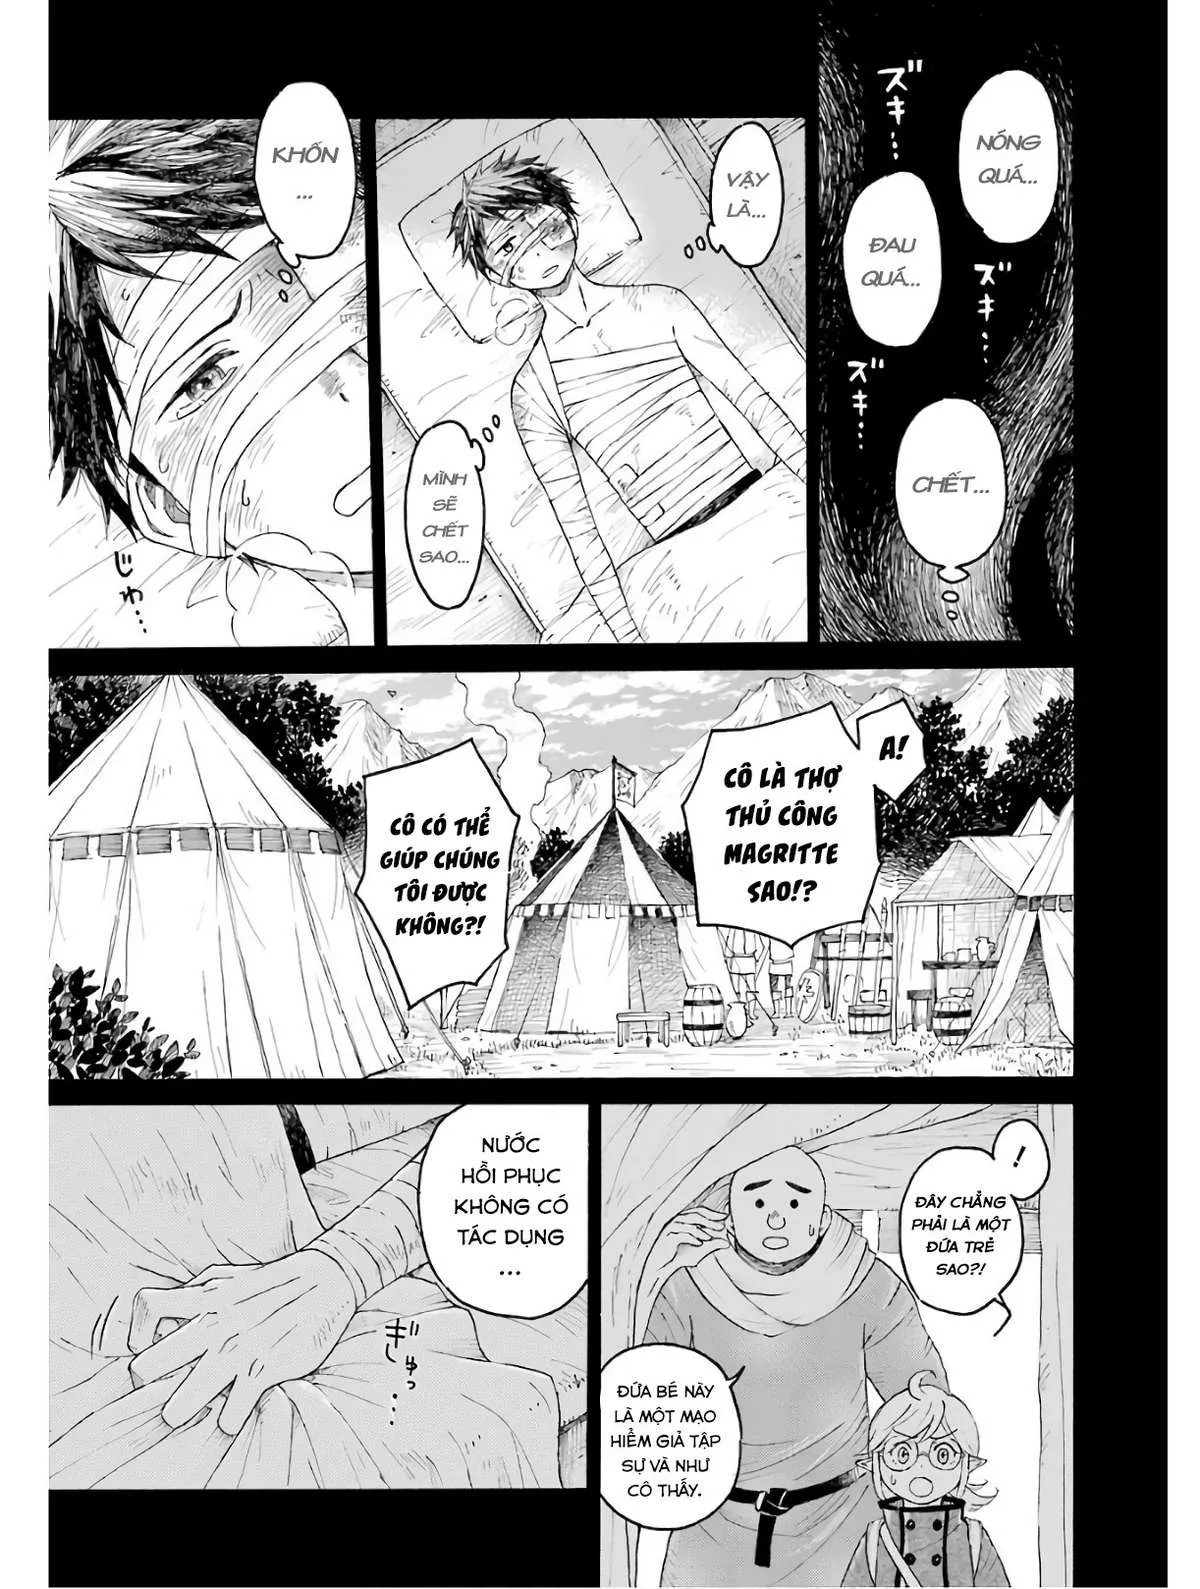 ズキ…
NÓNG
QUÁ...
ĐAU
QUÁ...
ズキ…
ズキ…
CHẾT...
VẬY
LÀ...
MÌNH
SẼ
CHẾT
SAO...
KHỐN
...
じわ…
A!
CÔ LÀ THỢ
THỦ CÔNG
MAGRITTE
SAO!?
CÔ CÓ THỂ
GIÚP CHÚNG
TÔI ĐƯỢC
KHÔNG?!
!
ĐÂY CHẲNG
PHẢI LÀ MỘT
ĐỨA TRẺ
SAO?!
ĐỨA BÉ NÀY
LÀ MỘT MẠO
HIỂM GIẢ TẬP
SỰ VÀ NHƯ
CÔ THẤY.
NƯỚC
HỒI PHỤC
KHÔNG CÓ
TÁC DỤNG
...
ぎゅっ